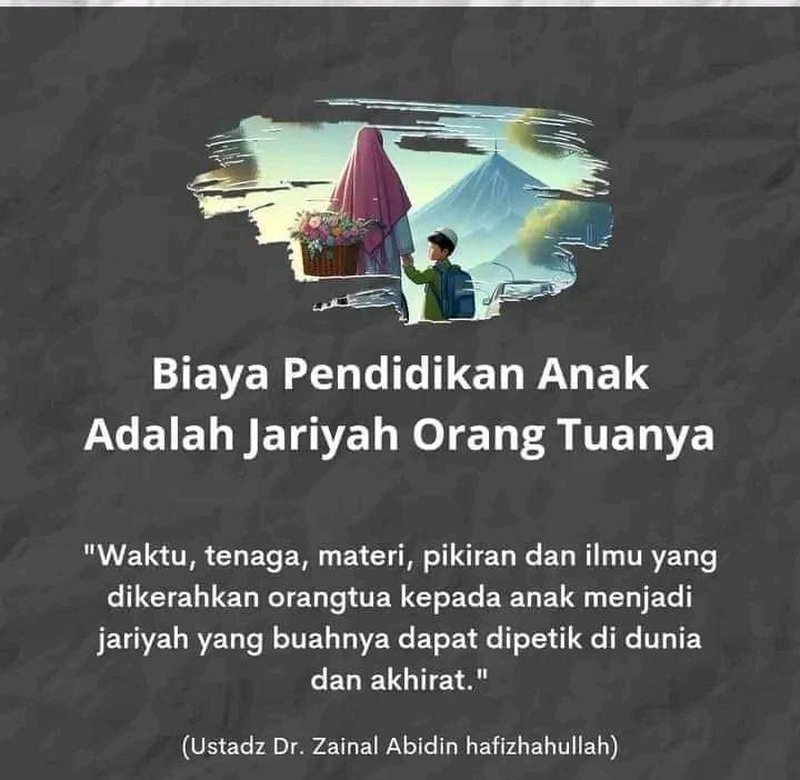 Biaya Pendidikan Anak
Adalah Jariyah Orang Tuanya
"Waktu, tenaga, materi, pikiran dan ilmu yang
dikerahkan orangtua kepada anak menjadi
jariyah yang buahnya dapat dipetik di dunia
dan akhirat."
(Ustadz Dr. Zainal Abidin hafizhahullah)